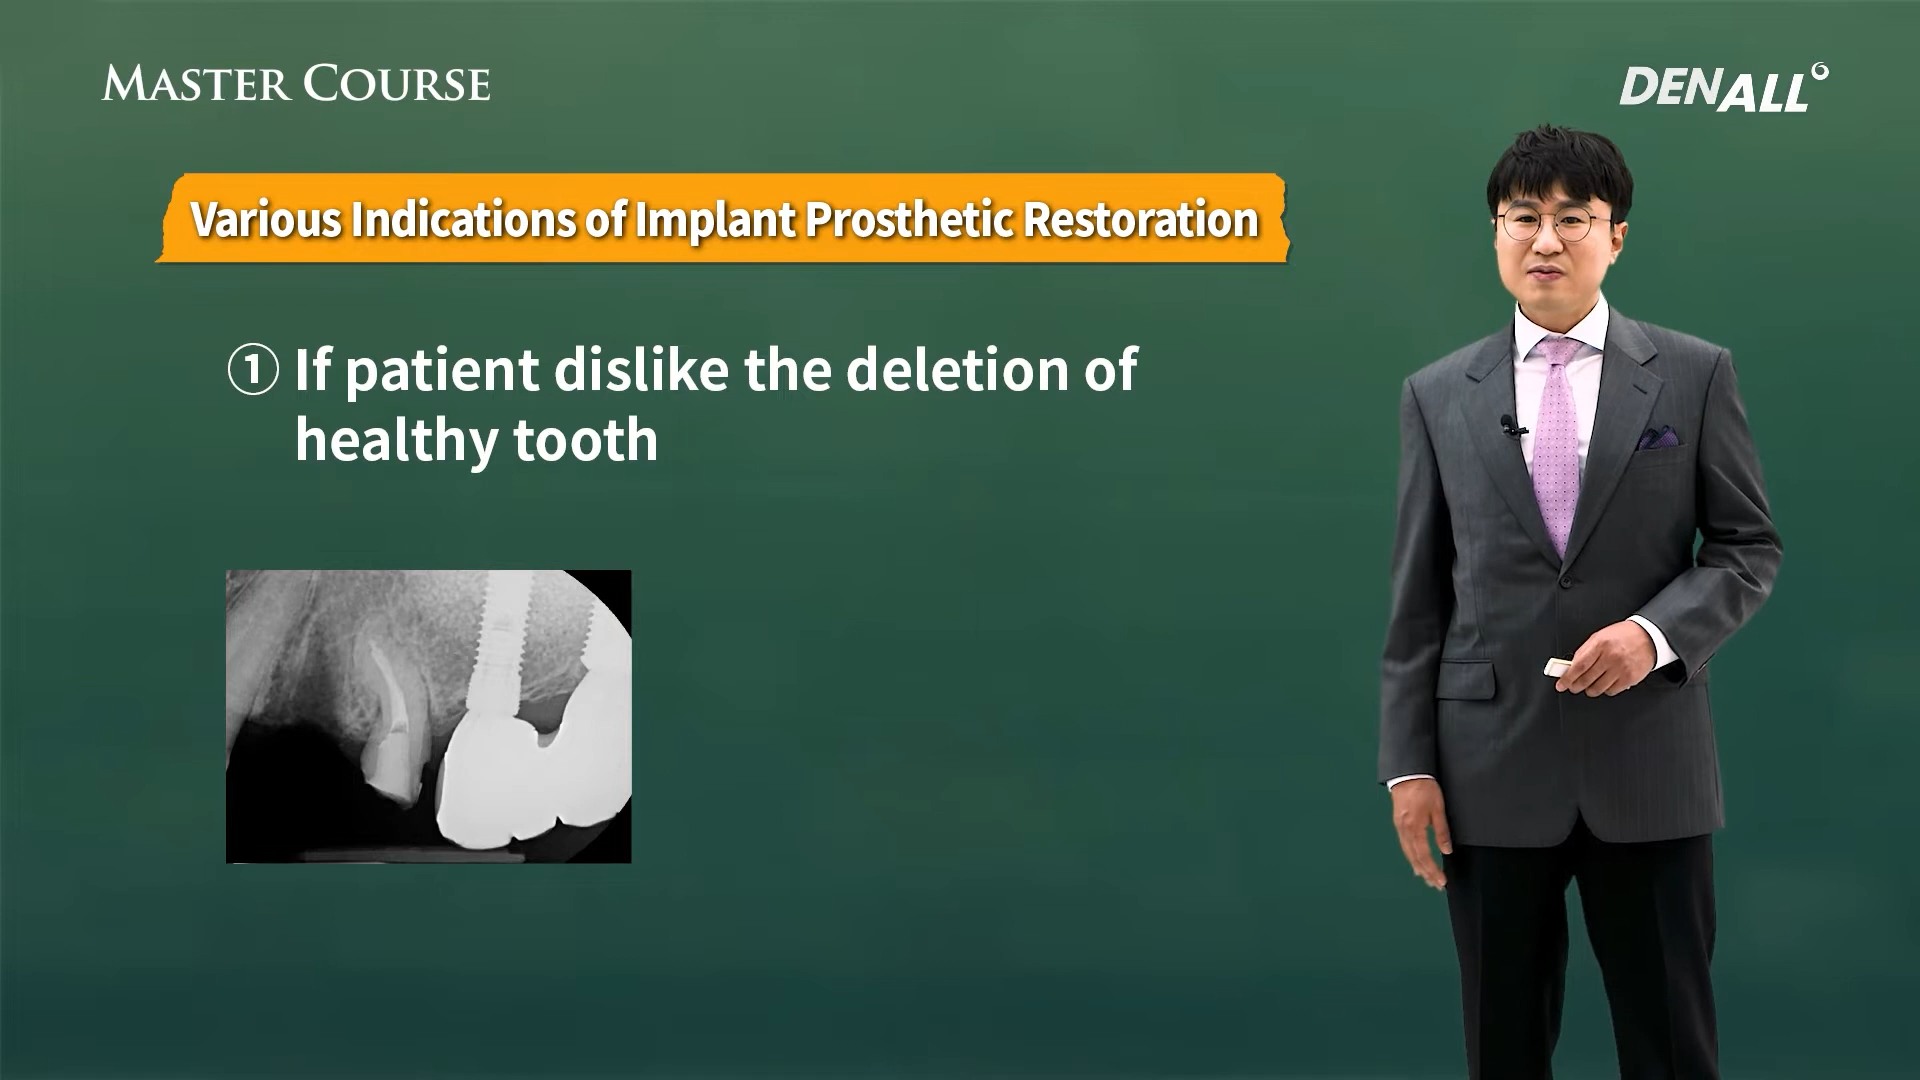 MASTER COURSE
DENALL
Various Indications of Implant Prosthetic Restoration
① If patient dislike the deletion of
healthy tooth